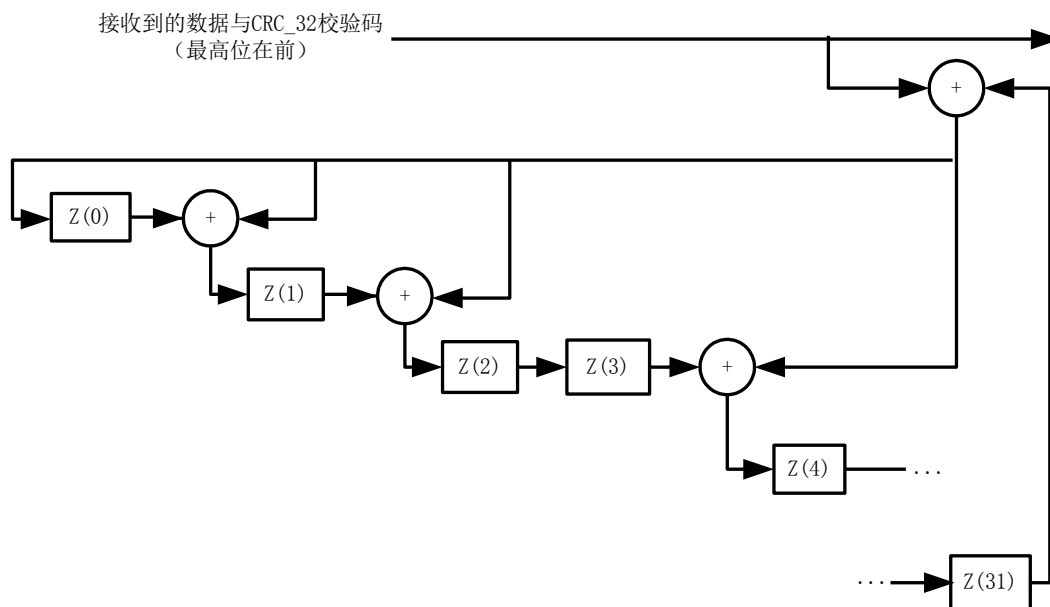 接收到的数据与CRC_32校验码
（最高位在前）
+
Z(0)
+
Z(1)
+
Z(2)
Z(3)
+
Z(4)
...
...
Z(31)